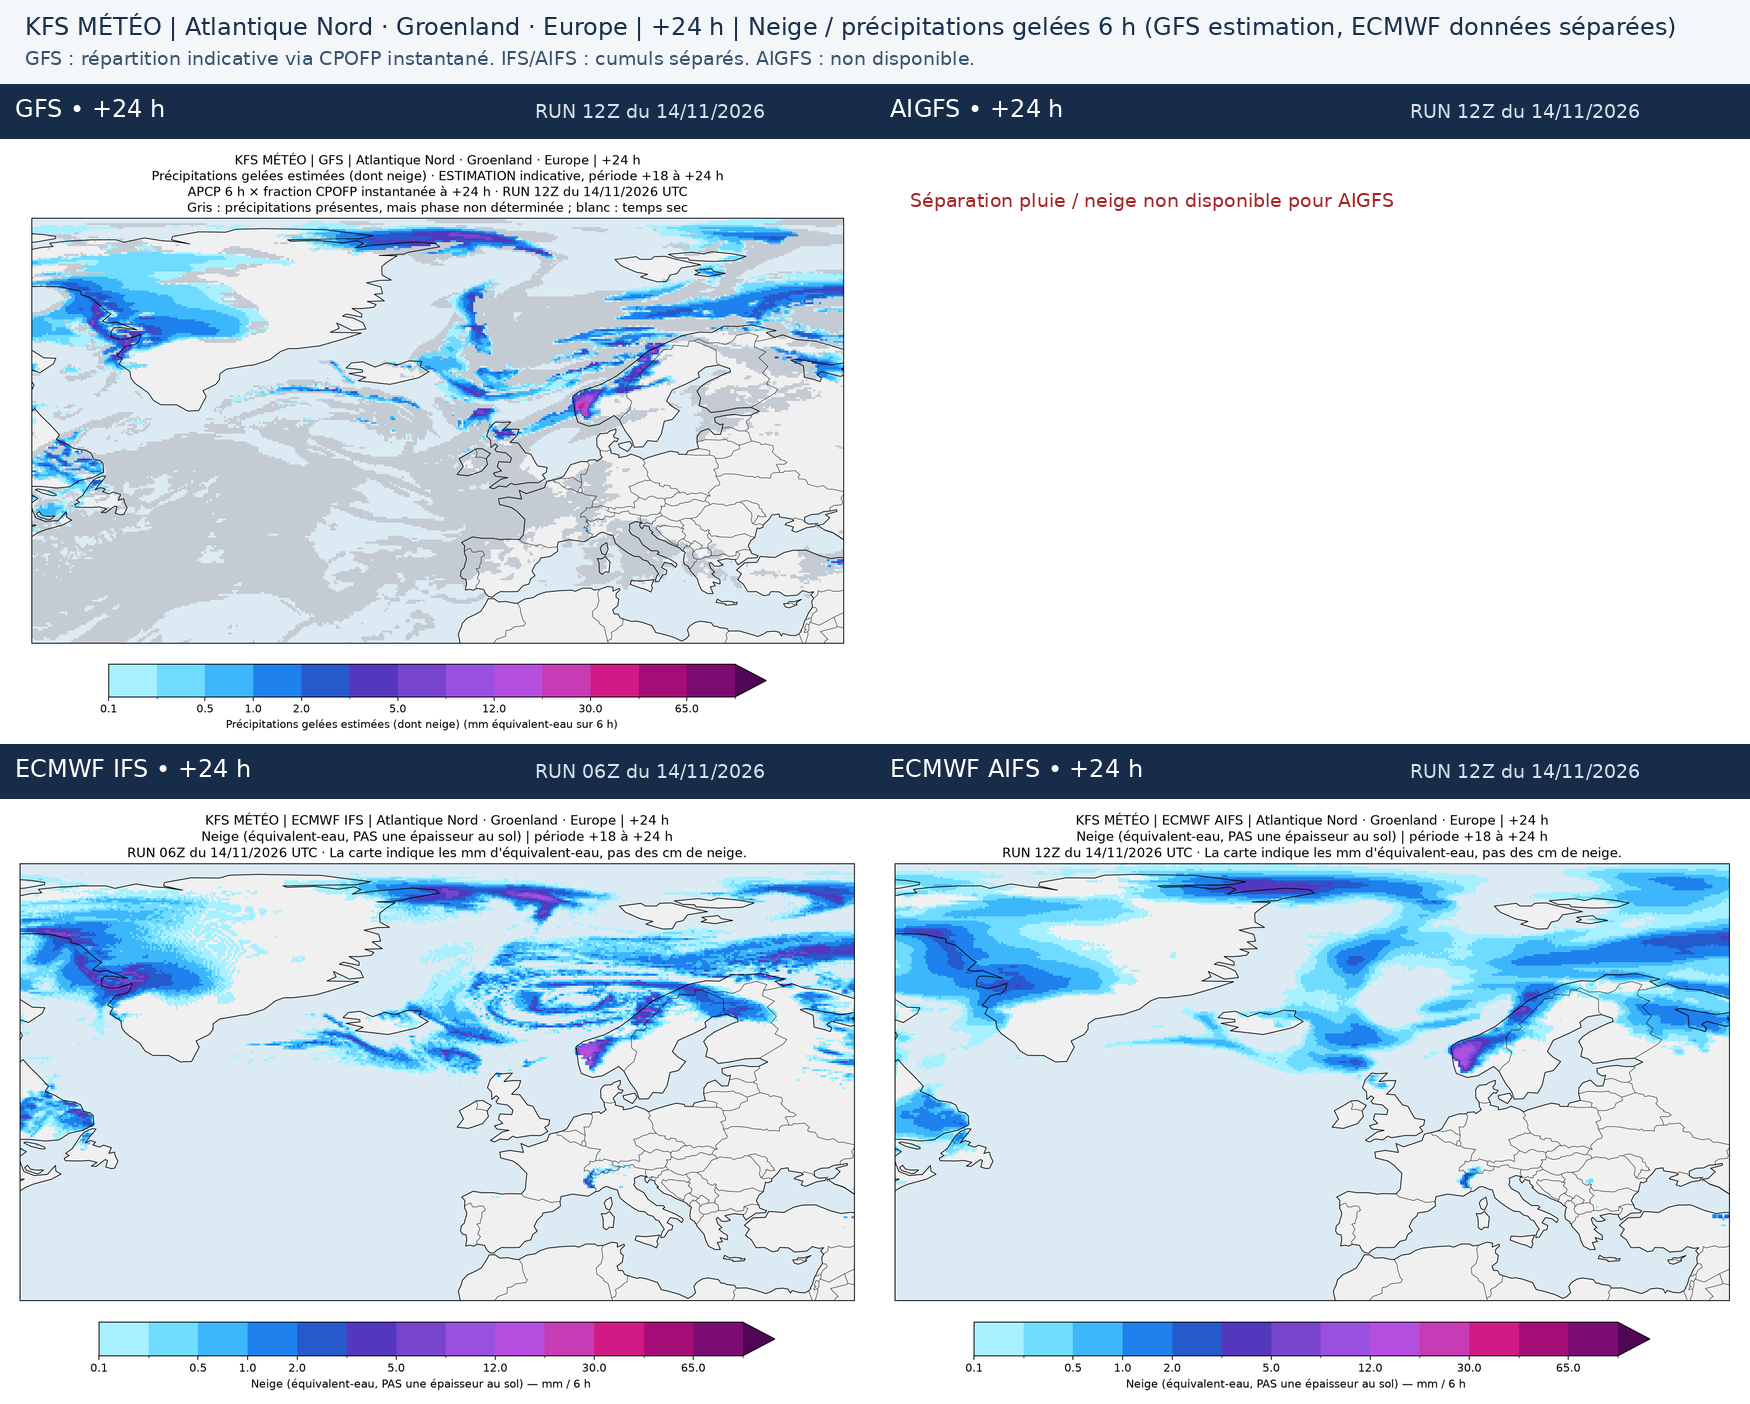 KFS MÉTÉO | Atlantique Nord · Groenland · Europe | +24 h | Neige / précipitations gelées 6 h (GFS estimation, ECMWF données séparées)
GFS : répartition indicative via CPOFP instantané. IFS/AIFS : cumuls séparés. AIGFS : non disponible.
GFS • +24 h
RUN 12Z du 14/11/2026
AIGFS • +24 h
RUN 12Z du 14/11/2026
KFS MÉTÉO | GFS | Atlantique Nord · Groenland · Europe | +24 h
Précipitations gelées estimées (dont neige) · ESTIMATION indicative, période +18 à +24 h
APCP 6 h × fraction CPOFP instantanée à +24 h · RUN 12Z du 14/11/2026 UTC
Gris : précipitations présentes, mais phase non déterminée ; blanc : temps sec
Séparation pluie / neige non disponible pour AIGFS
0.1 0.5 1.0 2.0 5.0 12.0 30.0 65.0
Précipitations gelées estimées (dont neige) (mm équivalent-eau sur 6 h)
ECMWF IFS • +24 h
RUN 06Z du 14/11/2026
ECMWF AIFS • +24 h
RUN 12Z du 14/11/2026
KFS MÉTÉO | ECMWF IFS | Atlantique Nord · Groenland · Europe | +24 h
Neige (équivalent-eau, PAS une épaisseur au sol) | période +18 à +24 h
RUN 06Z du 14/11/2026 UTC · La carte indique les mm d'équivalent-eau, pas des cm de neige.
KFS MÉTÉO | ECMWF AIFS | Atlantique Nord · Groenland · Europe | +24 h
Neige (équivalent-eau, PAS une épaisseur au sol) | période +18 à +24 h
RUN 12Z du 14/11/2026 UTC · La carte indique les mm d'équivalent-eau, pas des cm de neige.
0.1 0.5 1.0 2.0 5.0 12.0 30.0 65.0
Neige (équivalent-eau, PAS une épaisseur au sol) — mm / 6 h
0.1 0.5 1.0 2.0 5.0 12.0 30.0 65.0
Neige (équivalent-eau, PAS une épaisseur au sol) — mm / 6 h